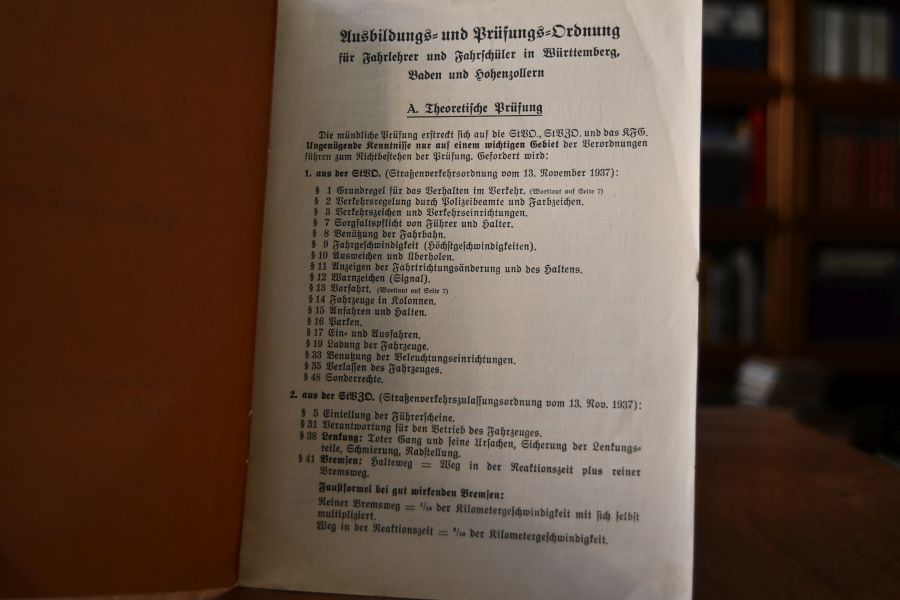 Ausbildungs- und Prüfungs-Ordnung
für Fahrlehrer und Fahrschüler in Württemberg,
Baden und Hohenzollern
A. Theoretische Prüfung
Die mündliche Prüfung erstreckt sich auf die StVO., StVZO. und das KFG.
Ungenügende Kenntnisse nur auf einem wichtigen Gebiet der Verordnungen
führen zum Nichtbestehen der Prüfung. Gefordert wird:
1. aus der StVO. (Straßenverkehrsordnung vom 13. November 1937):
§ 1 Grundregel für das Verhalten im Verkehr. (Wortlaut auf Seite 7)
§ 2 Verkehrsregelung durch Polizeibeamte und Farbzeichen.
§ 3 Verkehrszeichen und Verkehrseinrichtungen.
§ 7 Sorgfaltspflicht von Führer und Halter.
§ 8 Benützung der Fahrbahn.
§ 9 Fahrgeschwindigkeit (Höchstgeschwindigkeiten).
§ 10 Ausweichen und Überholen.
§ 11 Anzeigen der Fahrtrichtungsänderung und des Haltens.
§ 12 Warnzeichen (Signal).
§ 13 Vorfahrt. (Wortlaut auf Seite 7)
§ 14 Fahrzeuge in Kolonnen.
§ 15 Anfahren und Halten.
§ 16 Parken.
§ 17 Ein- und Ausfahren.
§ 19 Ladung der Fahrzeuge.
§ 33 Benutzung der Beleuchtungseinrichtungen.
§ 35 Verlassen des Fahrzeuges.
§ 48 Sonderrechte.
2. aus der StVZO. (Straßenverkehrszulassungsordnung vom 13. Nov. 1937):
§ 5 Einteilung der Führerscheine.
§ 31 Verantwortung für den Betrieb des Fahrzeuges.
§ 38 Lenkung: Toter Gang und seine Ursachen, Sicherung der Lenkungs-
teile, Schmierung, Radstellung.
§ 41 Bremsen: Halteweg = Weg in der Reaktionszeit plus reiner
Bremsweg.
Faustformel bei gut wirkenden Bremsen:
Reiner Bremsweg = ¹/₁₀ der Kilometergeschwindigkeit mit sich selbst
multipliziert.
Weg in der Reaktionszeit = ³/₁₀ der Kilometergeschwindigkeit.